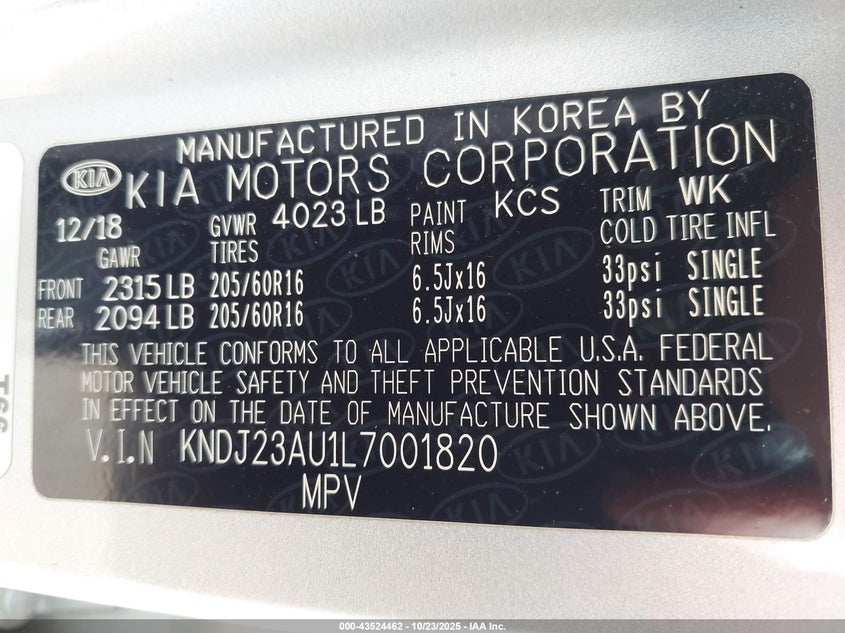 MANUFACTURED IN KOREA BY
KIA KIA MOTORS CORPORATION
12/18 GVWR 4023 LB PAINT KCS TRIM WK
GAWR TIRES RIMS COLD TIRE INFL
FRONT 2315 LB 205/60R16 6.5Jx16 33psi SINGLE
REAR 2094 LB 205/60R16 6.5Jx16 33psi SINGLE
THIS VEHICLE CONFORMS TO ALL APPLICABLE U.S.A. FEDERAL
MOTOR VEHICLE SAFETY AND THEFT PREVENTION STANDARDS
IN EFFECT ON THE DATE OF MANUFACTURE SHOWN ABOVE.
V.I.N KNDJ23AU1L7001820
MPV
000-43524462 - 10/23/2025 - IAA Inc.